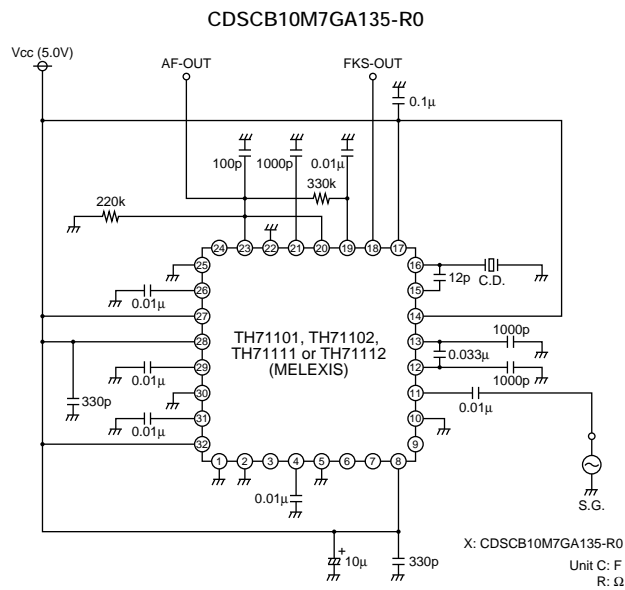 CDSCB10M7GA135-R0
Vcc (5.0V)
AF-OUT
FKS-OUT
0.1μ
100p
1000p
0.01μ
330k
220k
24
23
22
21
20
19
18
17
25
16
12p
C.D.
26
0.01μ
15
27
14
TH71101, TH71102,
TH71111 or TH71112
(MELEXIS)
28
13
1000p
0.033μ
29
0.01μ
12
1000p
330p
30
11
0.01μ
31
0.01μ
10
32
9
1
2
3
4
5
6
7
8
0.01μ
S.G.
+
10μ
330p
X: CDSCB10M7GA135-R0
Unit C: F
R: Ω